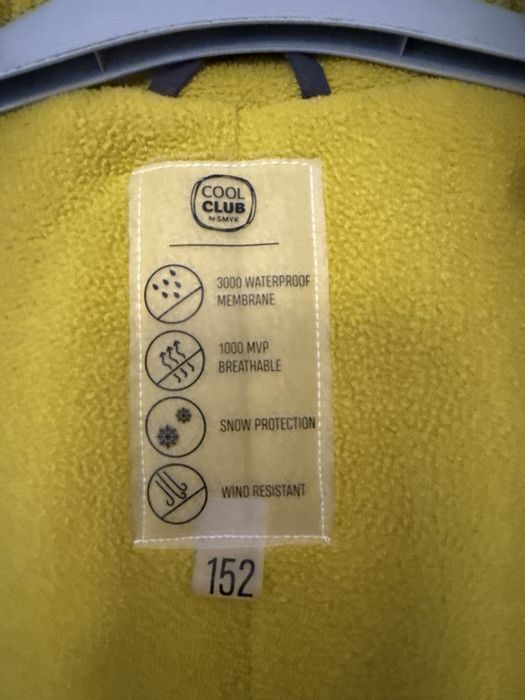 COOL
CLUB
by SMYK
3000 WATERPROOF
MEMBRANE
1000 MVP
BREATHABLE
SNOW PROTECTION
WIND RESISTANT
152